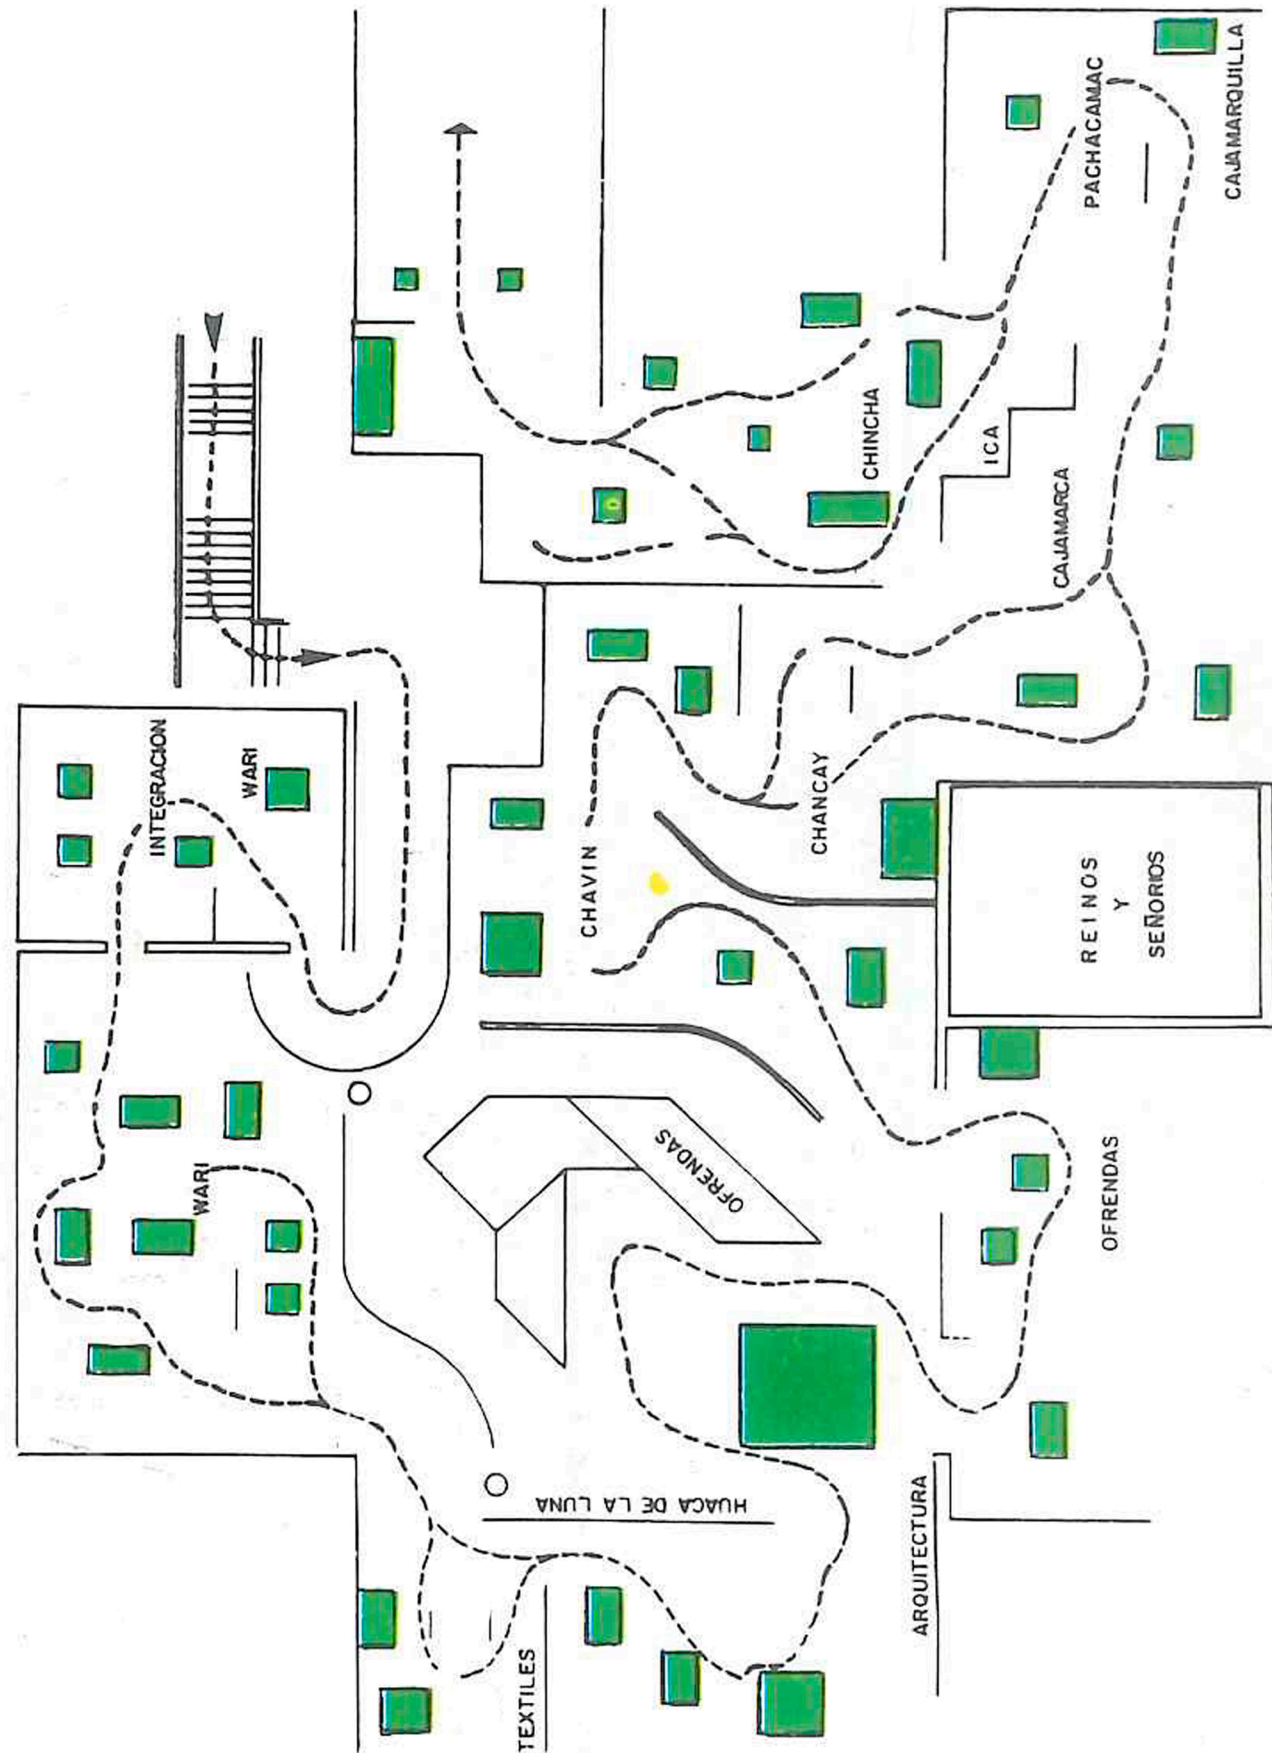 INTEGRACION
WARI
WARI
TEXTILES
HUACA DE LA LUNA
ARQUITECTURA
OFRENDAS
OFRENDAS
CHAVIN
CHANCAY
REINOS
Y
SEÑORIOS
CAJAMARCA
ICA
CHINCHA
PACHACAMAC
CAJAMARQUILLA